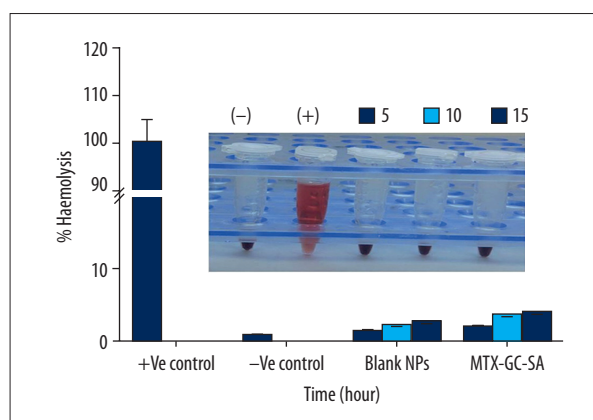 120
110
100
90
10
0
% Haemolysis
(−) (+) 5 10 15
+Ve control −Ve control Blank NPs MTX-GC-SA
Time (hour)